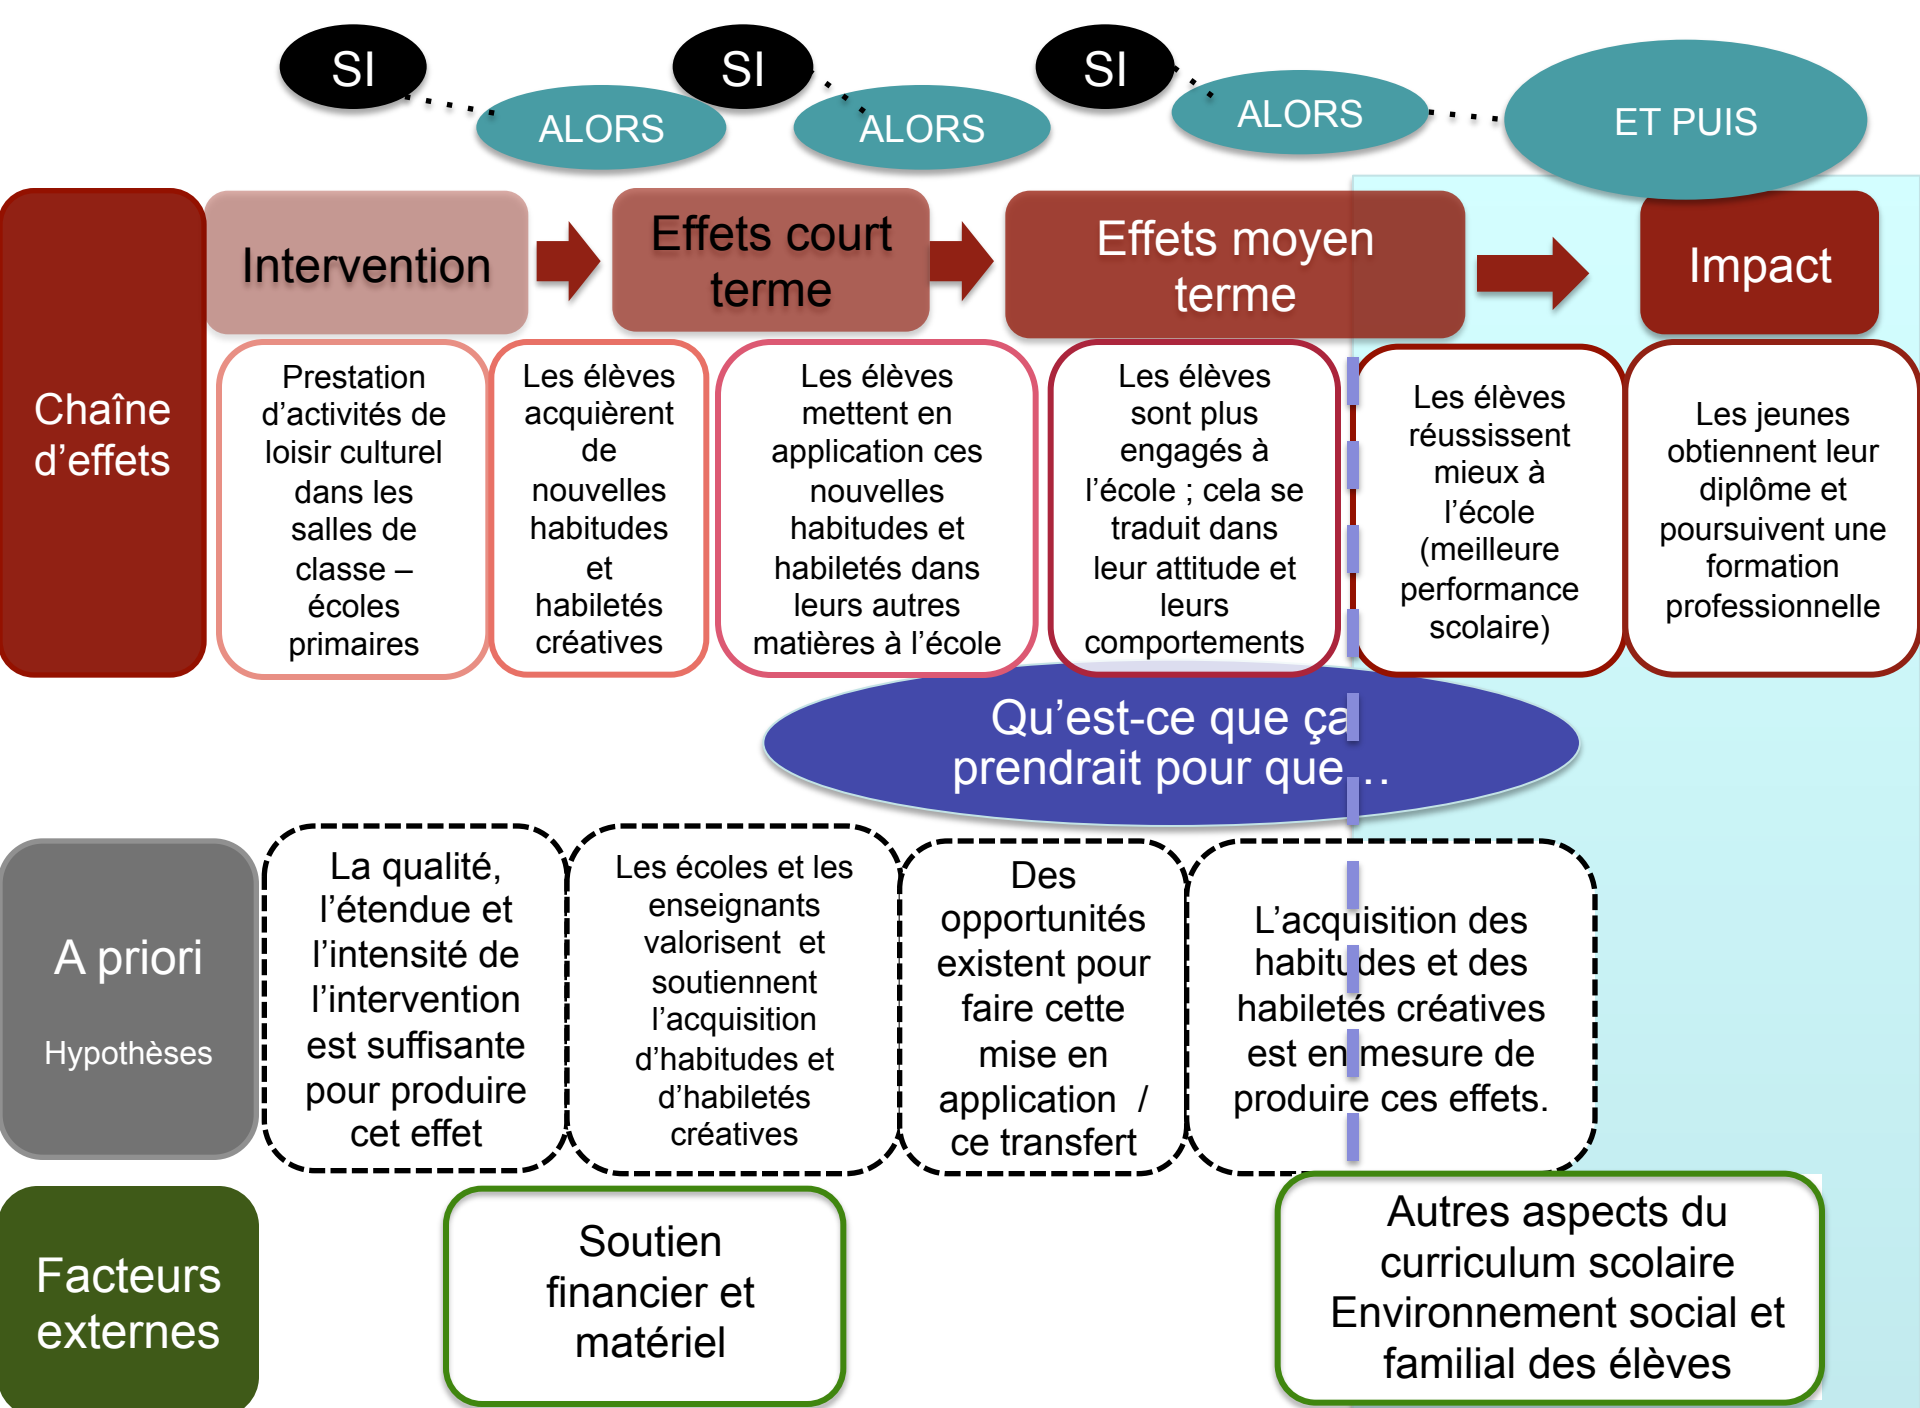 SI
ALORS
SI
ALORS
SI
ALORS
ET PUIS
Chaîne
d’effets
Intervention
Effets court
terme
Effets moyen
terme
Impact
Prestation
d’activités de
loisir culturel
dans les
salles de
classe –
écoles
primaires
Les élèves
acquièrent
de
nouvelles
habitudes
et
habiletés
créatives
Les élèves
mettent en
application ces
nouvelles
habitudes et
habiletés dans
leurs autres
matières à l’école
Les élèves
sont plus
engagés à
l’école ; cela se
traduit dans
leur attitude et
leurs
comportements
Les élèves
réussissent
mieux à
l’école
(meilleure
performance
scolaire)
Les jeunes
obtiennent leur
diplôme et
poursuivent une
formation
professionnelle
Qu’est-ce que ça
prendrait pour que…
A priori
Hypothèses
La qualité,
l’étendue et
l’intensité de
l’intervention
est suffisante
pour produire
cet effet
Les écoles et les
enseignants
valorisent  et
soutiennent
l’acquisition
d’habitudes et
d’habiletés
créatives
Des
opportunités
existent pour
faire cette
mise en
application  /
ce transfert
L’acquisition des
habitudes et des
habiletés créatives
est en mesure de
produire ces effets.
Facteurs
externes
Soutien
financier et
matériel
Autres aspects du
curriculum scolaire
Environnement social et
familial des élèves